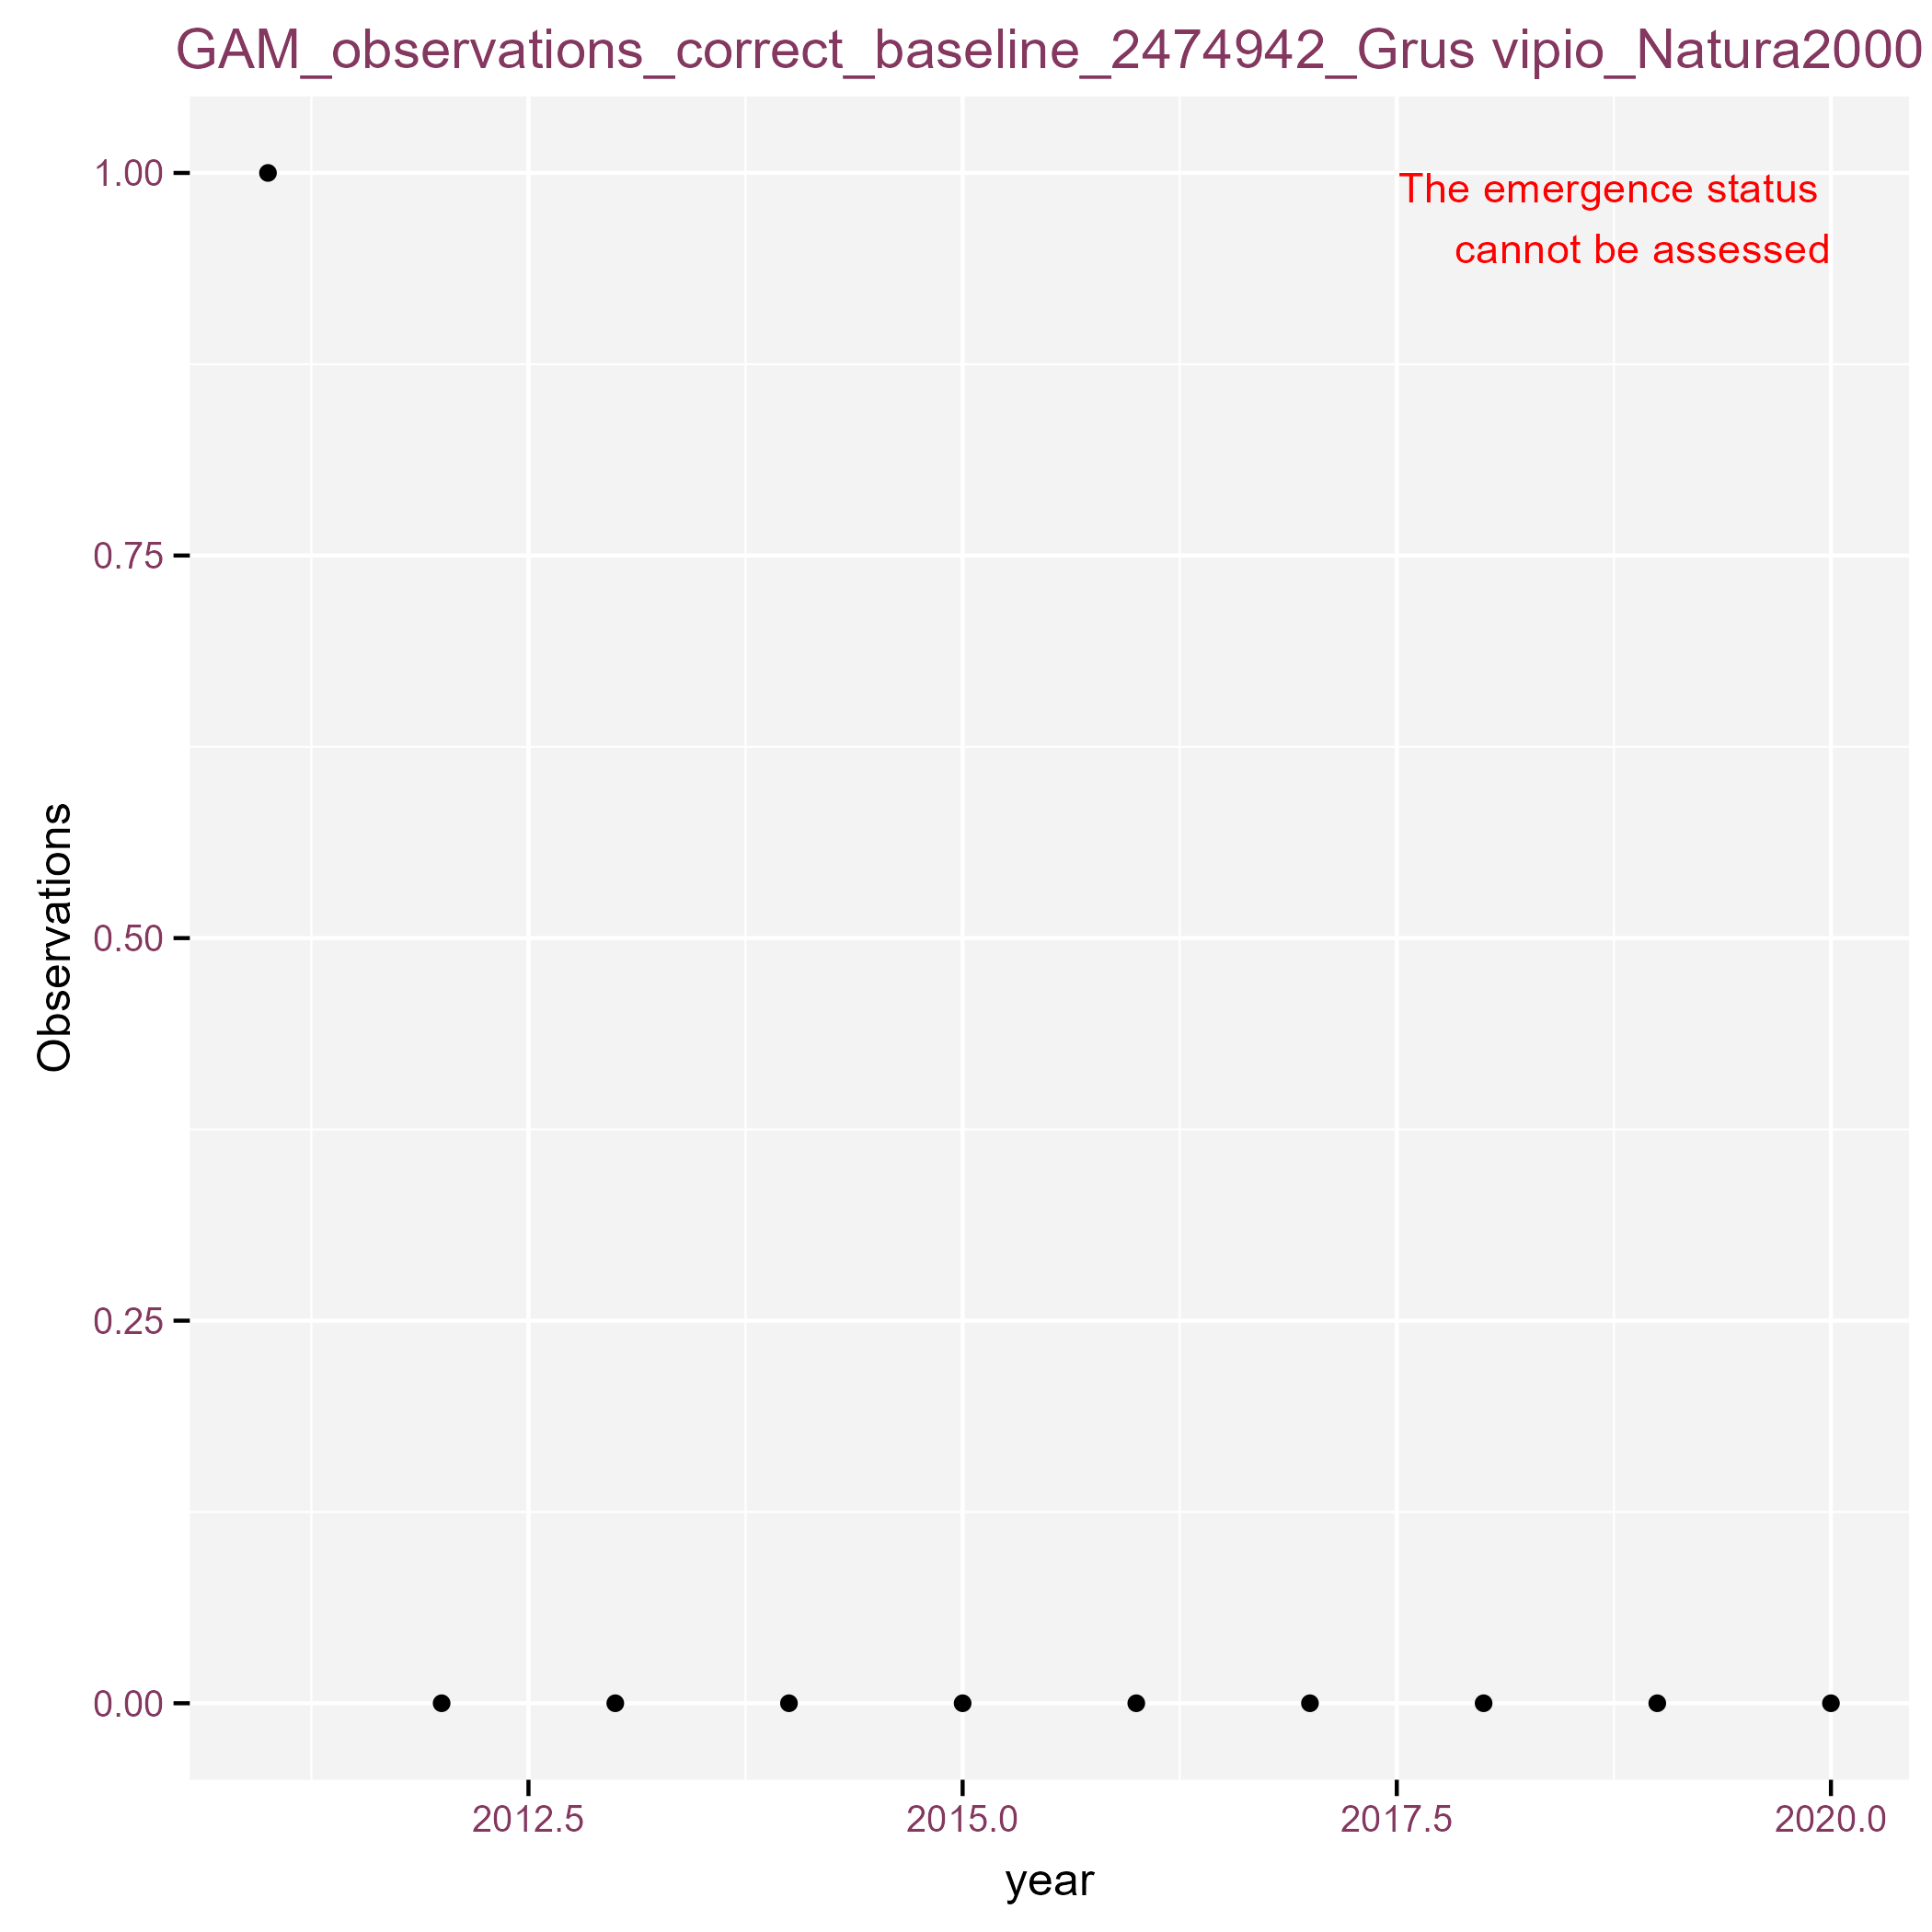 GAM_observations_correct_baseline_2474942_Grus vipio_Natura2000
1.00
The emergence status
cannot be assessed
0.75
0.50
0.25
0.00
Observations
2012.5 2015.0 2017.5 2020.0
year